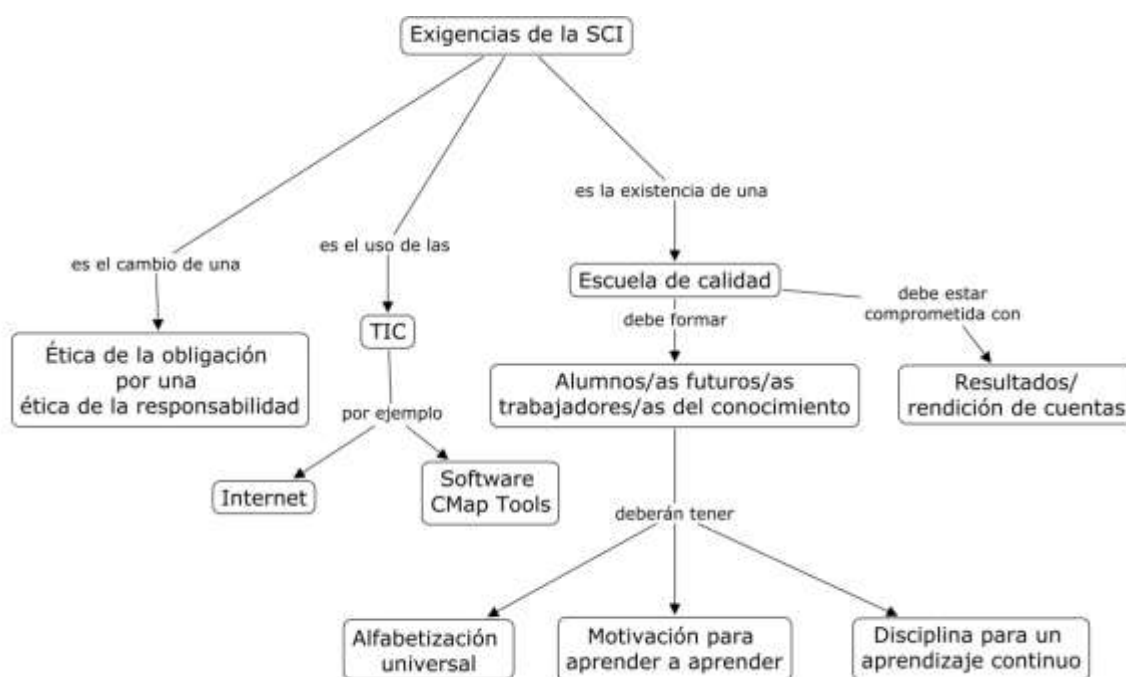 Exigencias de la SCI
es la existencia de una
es el uso de las
es el cambio de una
Escuela de calidad
debe estar
comprometida con
debe formar
TIC
Ética de la obligación
por una
ética de la responsabilidad
Alumnos/as futuros/as
trabajadores/as del conocimiento
Resultados/
rendición de cuentas
por ejemplo
Internet
Software
CMap Tools
deberán tener
Alfabetización
universal
Motivación para
aprender a aprender
Disciplina para un
aprendizaje continuo